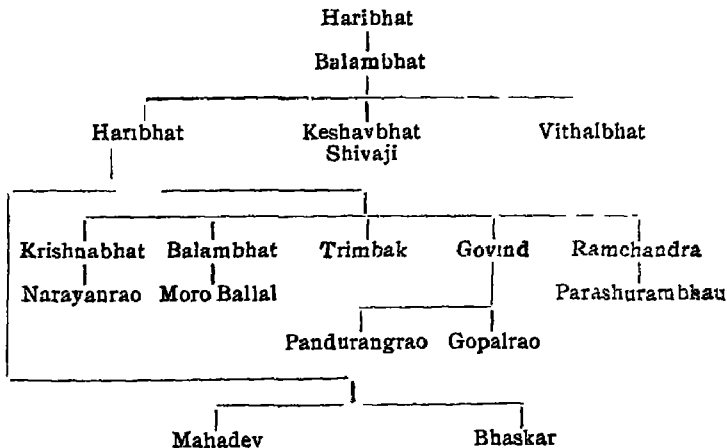 Haribhat
Balambhat
Haribhat Keshavbhat Vithalbhat
Shivaji
Krishnabhat Balambhat Trimbak Govind Ramchandra
Narayanrao Moro Ballal Parashurambhau
Pandurangrao Gopalrao
Mahadev Bhaskar